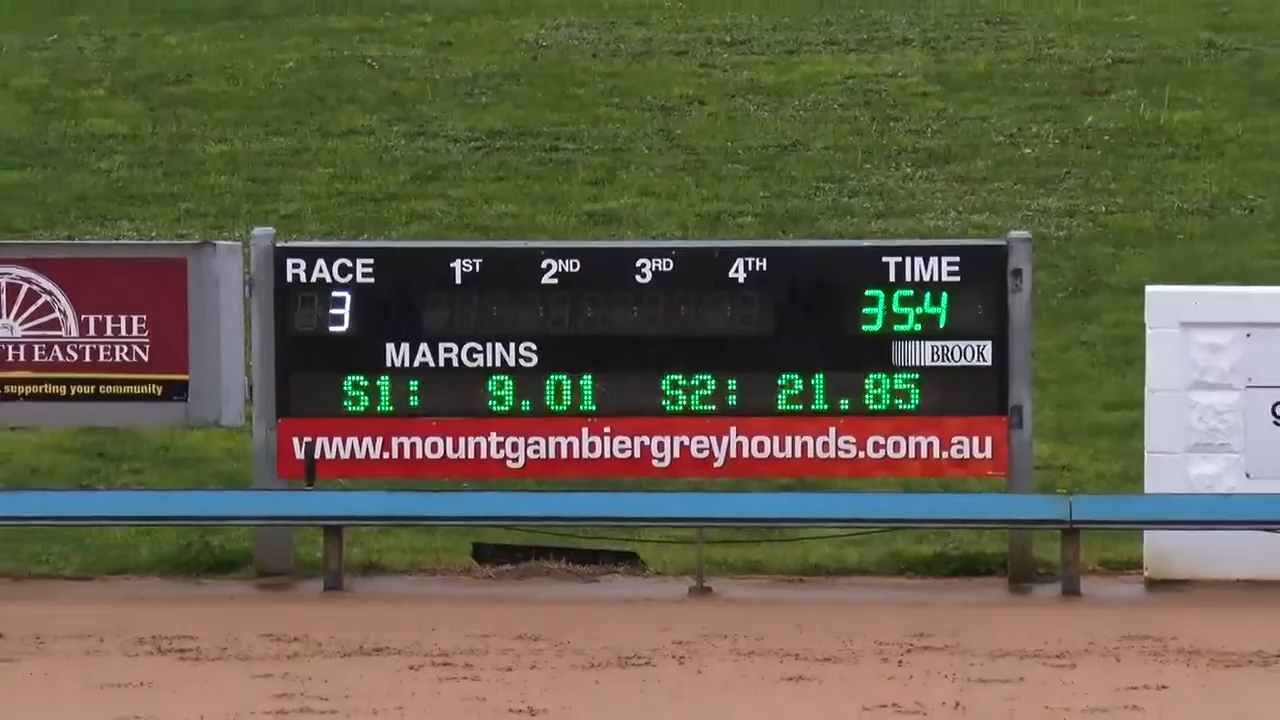 THE
TH EASTERN
supporting your community
RACE 1ST 2ND 3RD 4TH TIME
3 35:4
MARGINS BROOK
S1: 9.01 S2: 21.85
www.mountgambiergreyhounds.com.au